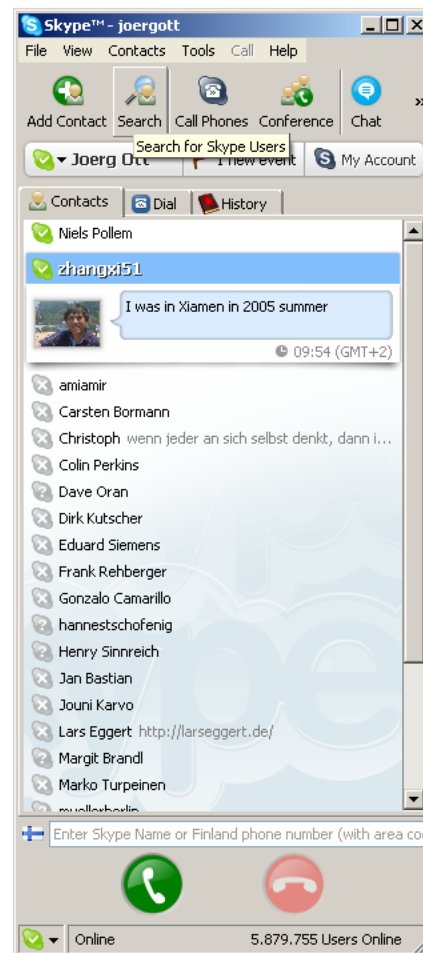 Skype™ - joergott
File View Contacts Tools Call Help
Add Contact Search Call Phones Conference Chat »
Search for Skype Users
Joerg Ott 1 new event My Account
Contacts Dial History
Niels Pollem
zhangxi51
I was in Xiamen in 2005 summer
09:54 (GMT+2)
amiamir
Carsten Bormann
Christoph wenn jeder an sich selbst denkt, dann i...
Colin Perkins
Dave Oran
Dirk Kutscher
Eduard Siemens
Frank Rehberger
Gonzalo Camarillo
hannestschofenig
Henry Sinnreich
Jan Bastian
Jouni Karvo
Lars Eggert http://larseggert.de/
Margit Brandl
Marko Turpeinen
muellerberlin
Enter Skype Name or Finland phone number (with area co
Online 5.879.755 Users Online